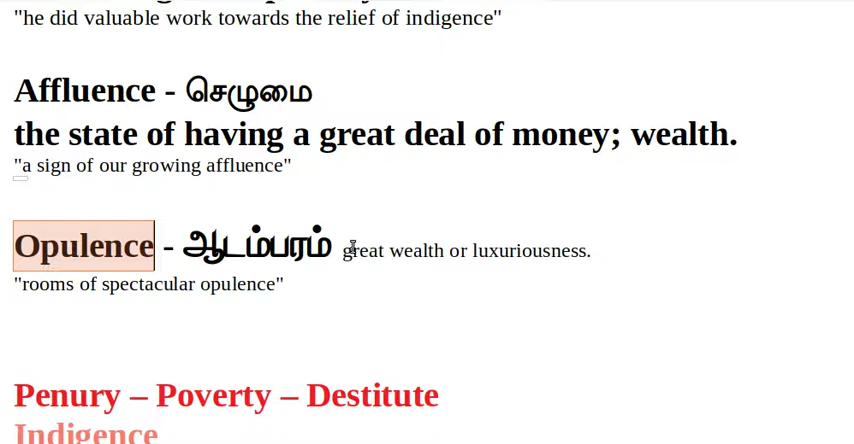 "he did valuable work towards the relief of indigence"
Affluence - செழுமை
the state of having a great deal of money; wealth.
"a sign of our growing affluence"
Opulence - ஆடம்பரம் great wealth or luxuriousness.
"rooms of spectacular opulence"
Penury – Poverty – Destitute
Indigence